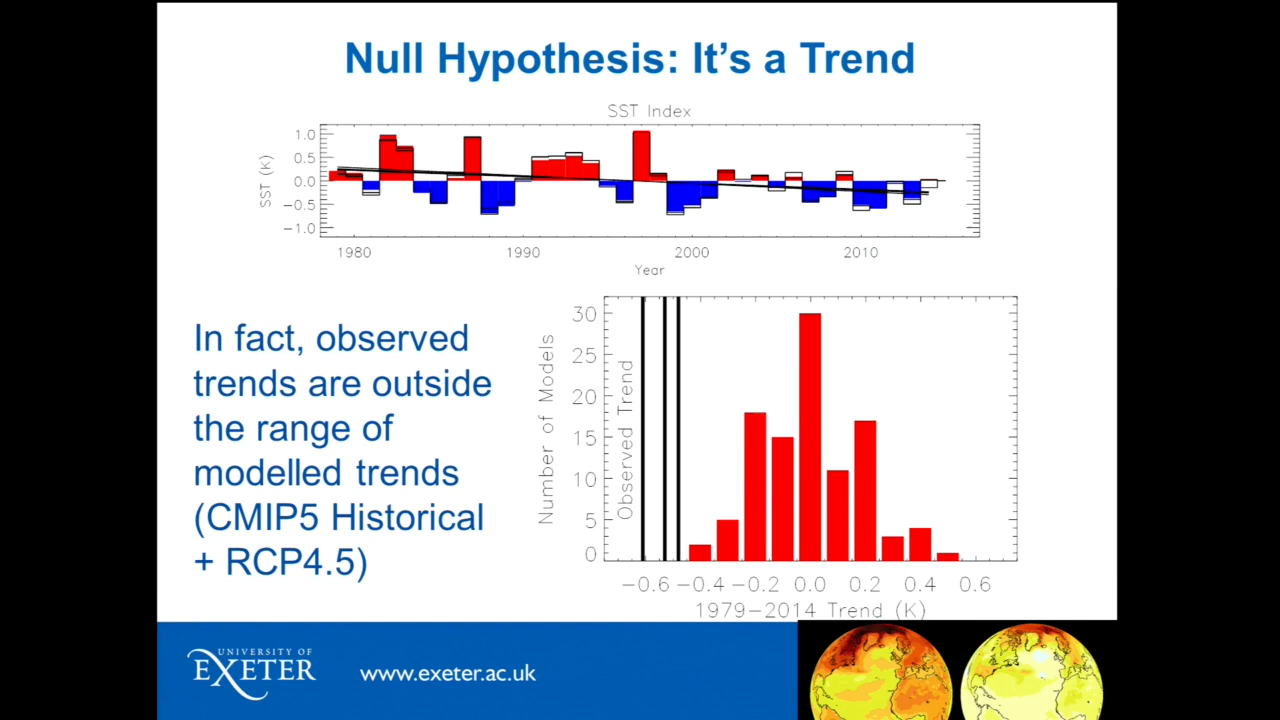 Null Hypothesis: It's a Trend
SST Index
SST (K)
1.0
0.5
0.0
−0.5
−1.0
1980 1990 2000 2010
Year
In fact, observed
trends are outside
the range of
modelled trends
(CMIP5 Historical
+ RCP4.5)
Number of Models
30
25
20
15
10
5
0
Observed Trend
−0.6 −0.4 −0.2 0.0 0.2 0.4 0.6
1979−2014 Trend (K)
UNIVERSITY OF
EXETER
www.exeter.ac.uk